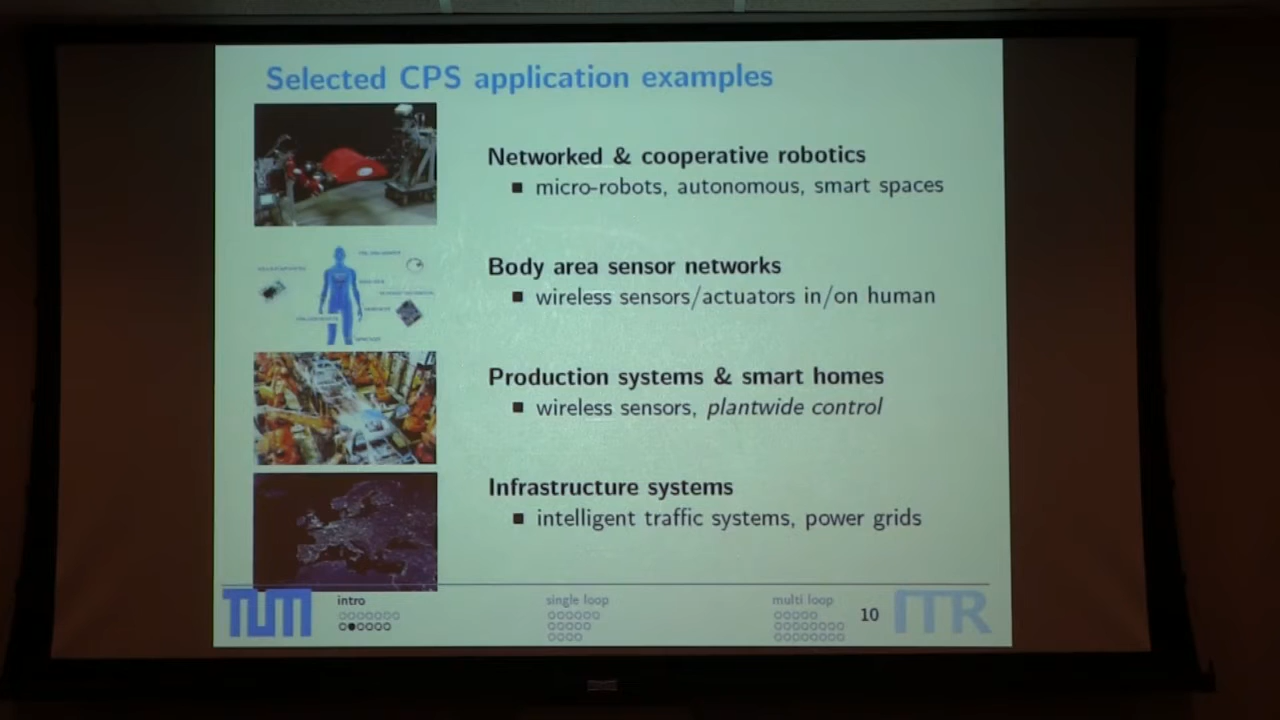 Selected CPS application examples
Networked & cooperative robotics
micro-robots, autonomous, smart spaces
Body area sensor networks
wireless sensors/actuators in/on human
Production systems & smart homes
wireless sensors, plantwide control
Infrastructure systems
intelligent traffic systems, power grids
TUM
intro
single loop
multi loop
10
ITR